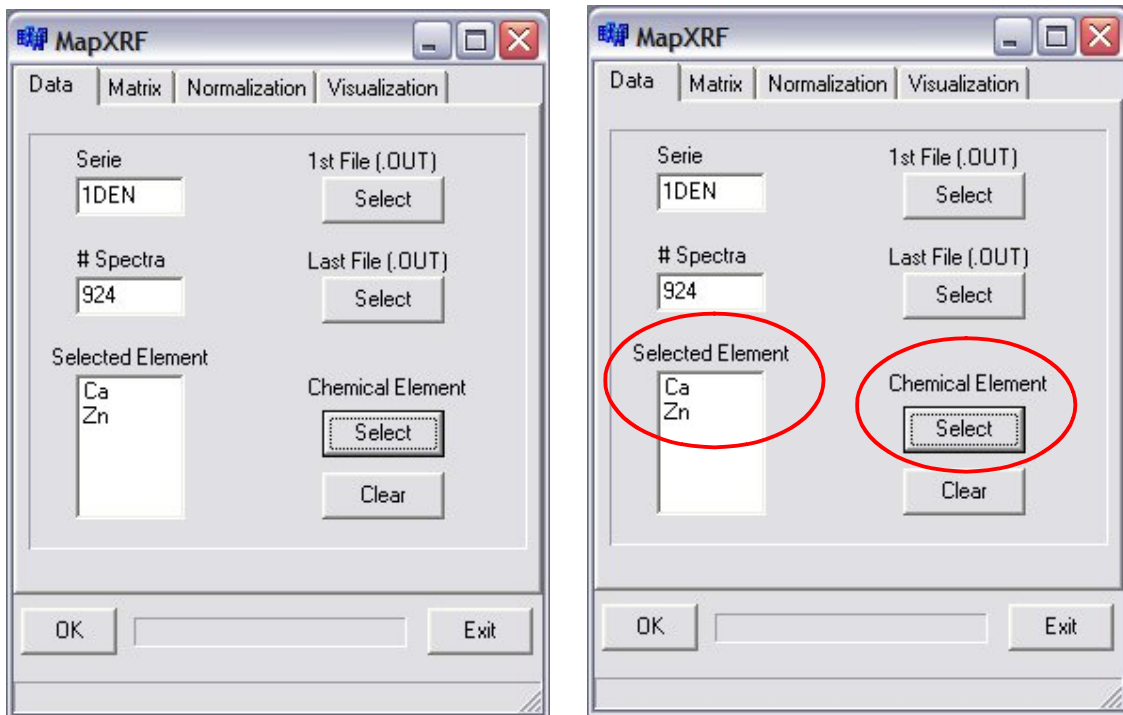 MapXRF
Data Matrix Normalization Visualization
Serie 1st File (.OUT)
1DEN Select
# Spectra Last File (.OUT)
924 Select
Selected Element
Ca
Zn
Chemical Element
Select
Clear
OK Exit
MapXRF
Data Matrix Normalization Visualization
Serie 1st File (.OUT)
1DEN Select
# Spectra Last File (.OUT)
924 Select
Selected Element
Ca
Zn
Chemical Element
Select
Clear
OK Exit